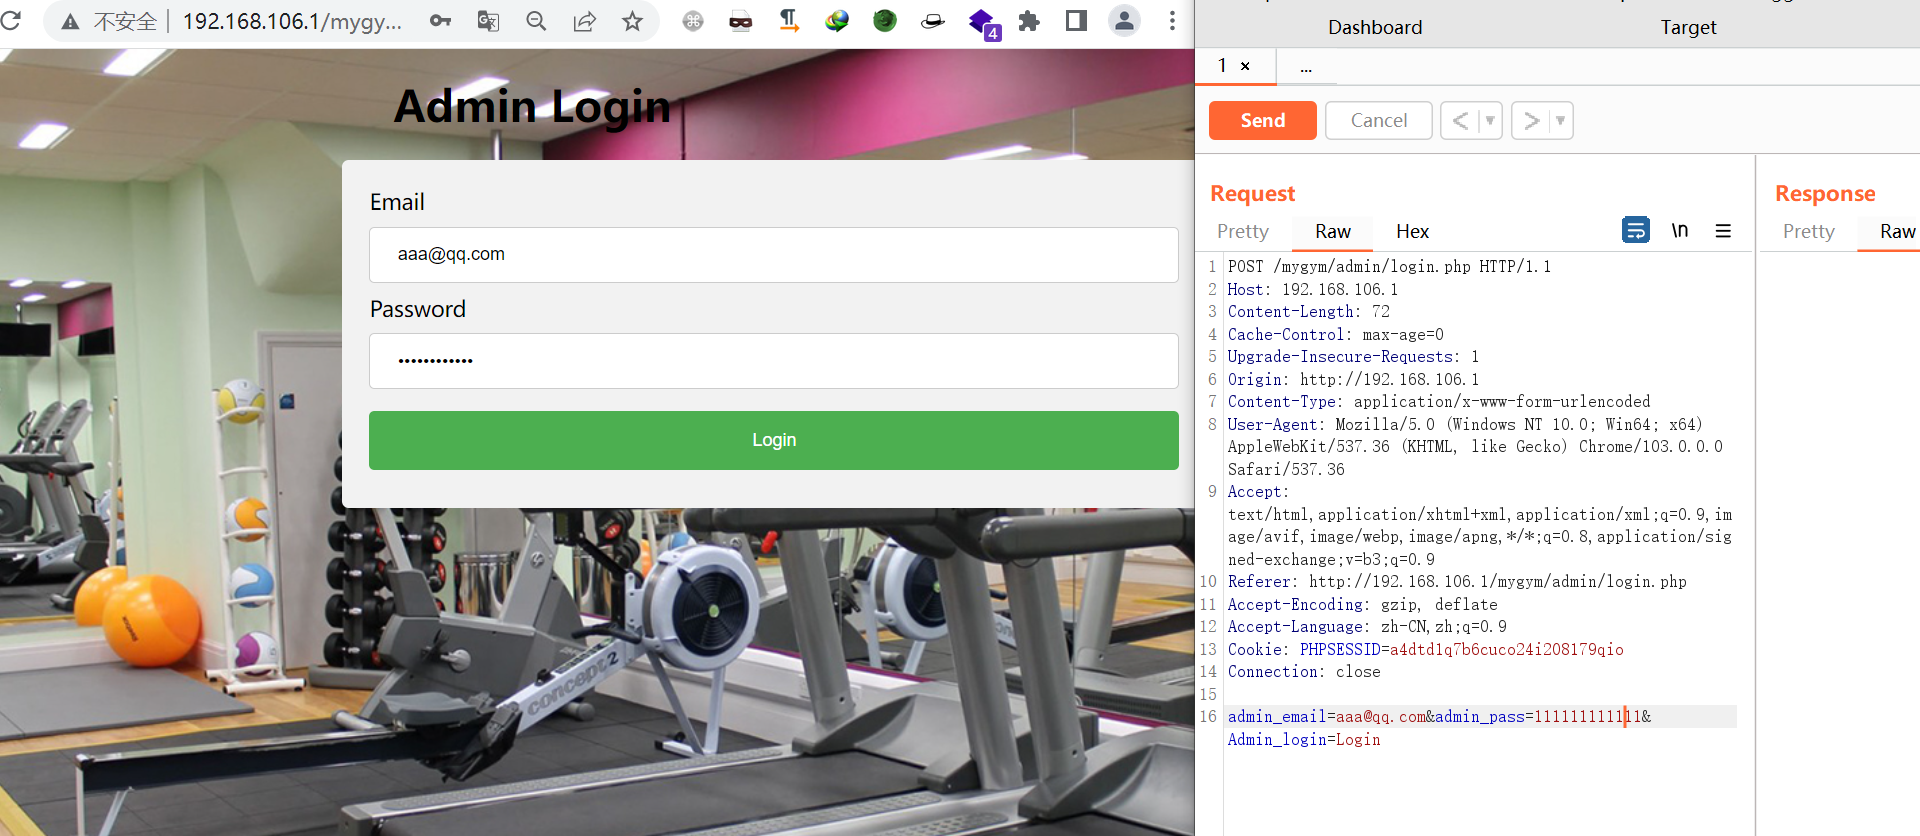 不安全 192.168.106.1/mygy...
4
Admin Login
Email
aaa@qq.com
Password
Login
concept2
Dashboard
Target
1 ×
...
Send
Cancel
< >
Request
Pretty Raw Hex
\n
Response
Pretty Raw
1 POST /mygym/admin/login.php HTTP/1.1
2 Host: 192.168.106.1
3 Content-Length: 72
4 Cache-Control: max-age=0
5 Upgrade-Insecure-Requests: 1
6 Origin: http://192.168.106.1
7 Content-Type: application/x-www-form-urlencoded
8 User-Agent: Mozilla/5.0 (Windows NT 10.0; Win64; x64)
AppleWebKit/537.36 (KHTML, like Gecko) Chrome/103.0.0.0
Safari/537.36
9 Accept:
text/html,application/xhtml+xml,application/xml;q=0.9,im
age/avif,image/webp,image/apng,*/*;q=0.8,application/sig
ned-exchange;v=b3;q=0.9
10 Referer: http://192.168.106.1/mygym/admin/login.php
11 Accept-Encoding: gzip, deflate
12 Accept-Language: zh-CN,zh;q=0.9
13 Cookie: PHPSESSID=a4dtd1q7b6cuco24i208179qio
14 Connection: close
15
16 admin_email=aaa@qq.com&admin_pass=111111111111&
Admin_login=Login